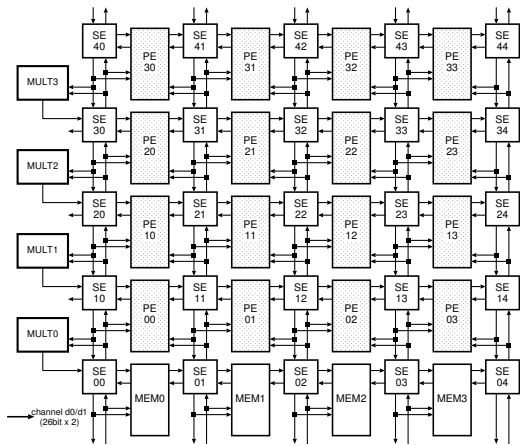 SE 40
SE 41
SE 42
SE 43
SE 44
PE 30
PE 31
PE 32
PE 33
MULT3
SE 30
SE 31
SE 32
SE 33
SE 34
PE 20
PE 21
PE 22
PE 23
MULT2
SE 20
SE 21
SE 22
SE 23
SE 24
PE 10
PE 11
PE 12
PE 13
MULT1
SE 10
SE 11
SE 12
SE 13
SE 14
PE 00
PE 01
PE 02
PE 03
MULT0
SE 00
SE 01
SE 02
SE 03
SE 04
MEM0
MEM1
MEM2
MEM3
channel d0/d1
(26bit x 2)